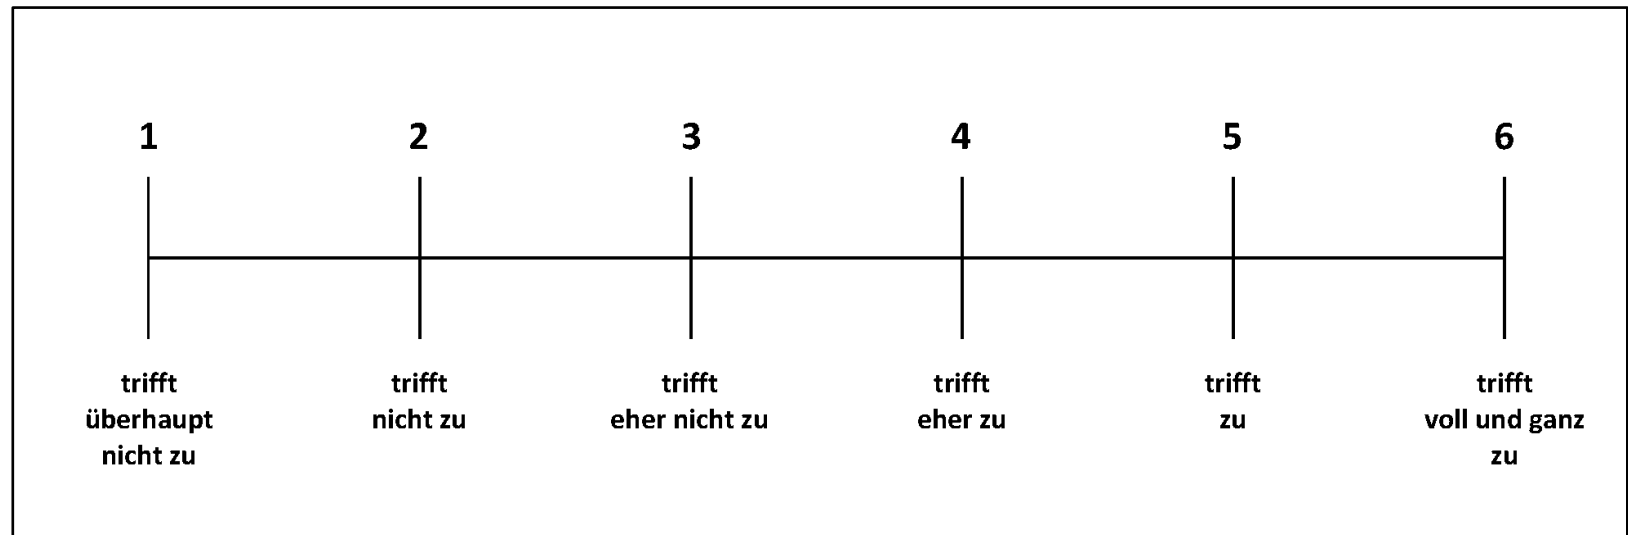 1 2 3 4 5 6
trifft trifft trifft trifft trifft trifft
überhaupt nicht zu eher nicht zu eher zu zu voll und ganz
nicht zu zu